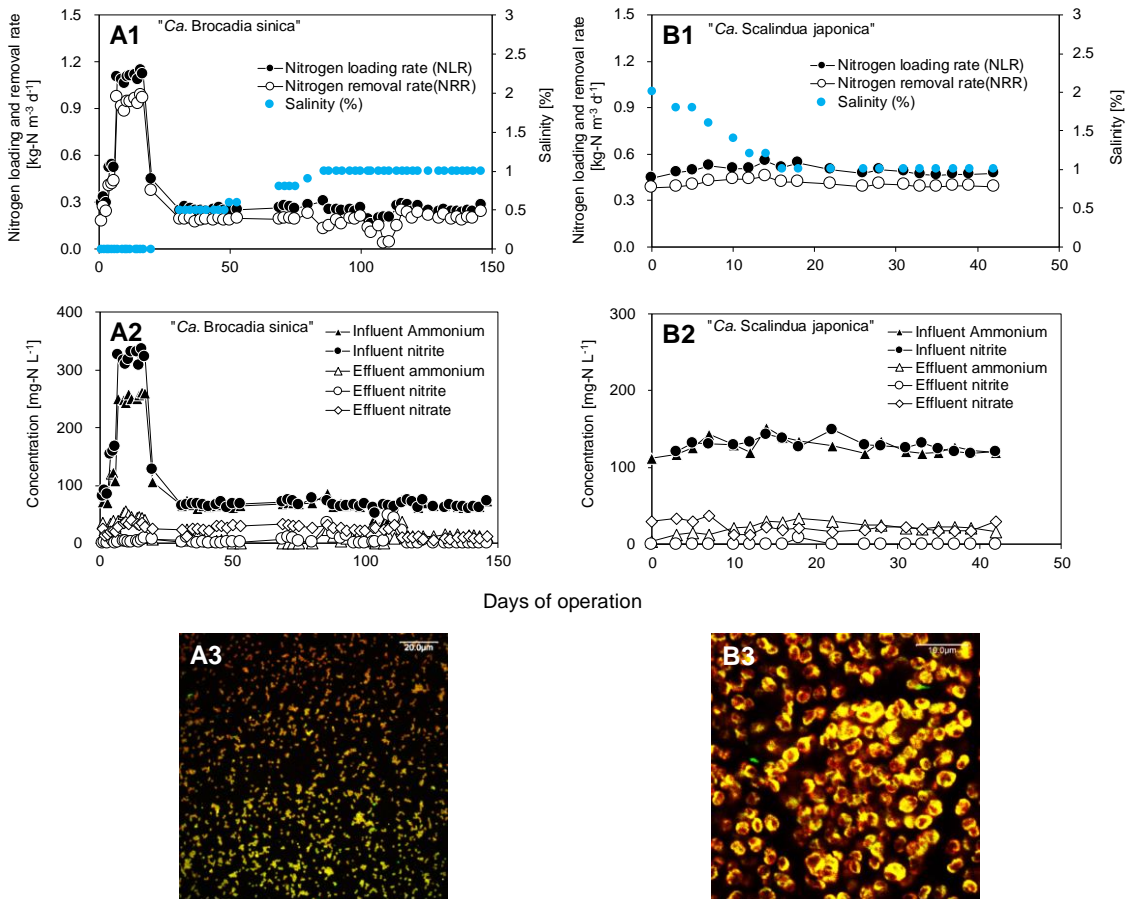 A1
"Ca. Brocadia sinica"
Nitrogen loading rate (NLR)
Nitrogen removal rate(NRR)
Salinity (%)
Nitrogen loading and removal rate
[kg-N m-3 d-1]
1.5
1.2
0.9
0.6
0.3
0.0
3
2.5
2
1.5
1
0.5
0
Salinity [%]
0
50
100
150
B1
"Ca. Scalindua japonica"
Nitrogen loading rate (NLR)
Nitrogen removal rate (NRR)
Salinity (%)
Nitrogen loading and removal rate
[kg-N m-3 d-1]
1.5
1.2
0.9
0.6
0.3
0.0
3
2.5
2
1.5
1
0.5
0
Salinity [%]
0
10
20
30
40
50
A2
"Ca. Brocadia sinica"
Influent Ammonium
Influent nitrite
Effluent ammonium
Effluent nitrite
Effluent nitrate
Concentration [mg-N L-1]
400
300
200
100
0
0
50
100
150
B2
"Ca. Scalindua japonica"
Influent Ammonium
Influent nitrite
Effluent ammonium
Effluent nitrite
Effluent nitrate
Concentration [mg-N L-1]
300
200
100
0
0
10
20
30
40
50
Days of operation
A3
20.0μm
B3
10.0μm